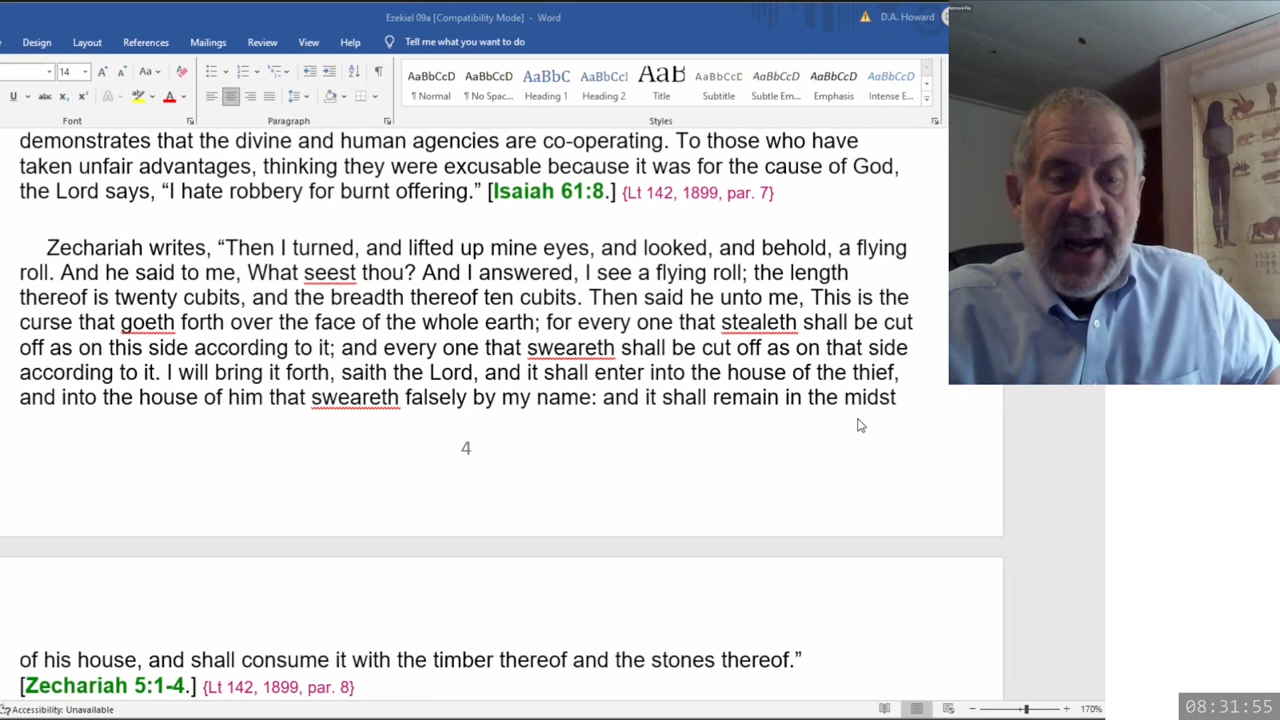 Ezekiel 09a [Compatibility Mode] - Word
D.A. Howard
Design Layout References Mailings Review View Help Tell me what you want to do
14 Aa
AaBbCcD AaBbCcD AaBbC AaBbCc AaB AaBbCcD AaBbCcD AaBbCcD AaBbCcD
¶ Normal ¶ No Spac... Heading 1 Heading 2 Title Subtitle Subtle Em... Emphasis Intense E...
Font Paragraph Styles
demonstrates that the divine and human agencies are co-operating. To those who have
taken unfair advantages, thinking they were excusable because it was for the cause of God,
the Lord says, “I hate robbery for burnt offering.” [Isaiah 61:8.] {Lt 142, 1899, par. 7}
Zechariah writes, “Then I turned, and lifted up mine eyes, and looked, and behold, a flying
roll. And he said to me, What seest thou? And I answered, I see a flying roll; the length
thereof is twenty cubits, and the breadth thereof ten cubits. Then said he unto me, This is the
curse that goeth forth over the face of the whole earth; for every one that stealeth shall be cut
off as on this side according to it; and every one that sweareth shall be cut off as on that side
according to it. I will bring it forth, saith the Lord, and it shall enter into the house of the thief,
and into the house of him that sweareth falsely by my name: and it shall remain in the midst
4
of his house, and shall consume it with the timber thereof and the stones thereof.”
[Zechariah 5:1-4.] {Lt 142, 1899, par. 8}
Accessibility: Unavailable
170%
08:31:55